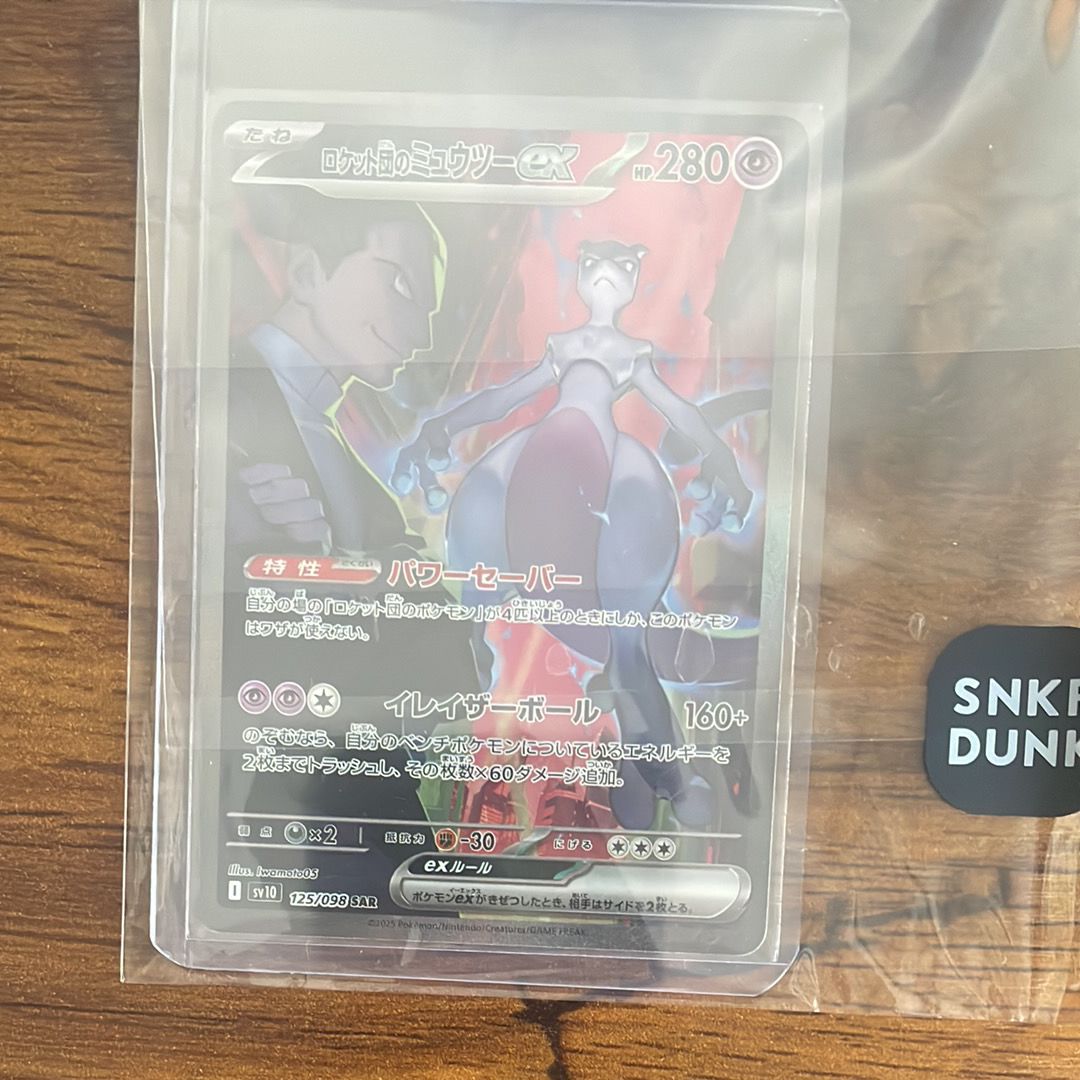 たね
ロケット団のミュウツーex HP 280
特性 パワーセーバー
自分の場の「ロケット団のポケモン」が4匹以上のときにしか、このポケモン
はワザが使えない。
イレイザーボール 160+
のぞむなら、自分のベンチポケモンについているエネルギーを
2枚までトラッシュし、その枚数×60ダメージ追加。
弱点 ×2 抵抗力 -30 にげる
exルール
ポケモンexがきぜつしたとき、相手はサイドを2枚とる。
Illus. Iwamoto05
I sv10 125/098 SAR
©2025 Pokémon/Nintendo/Creatures/GAME FREAK.
SNKR
DUNK